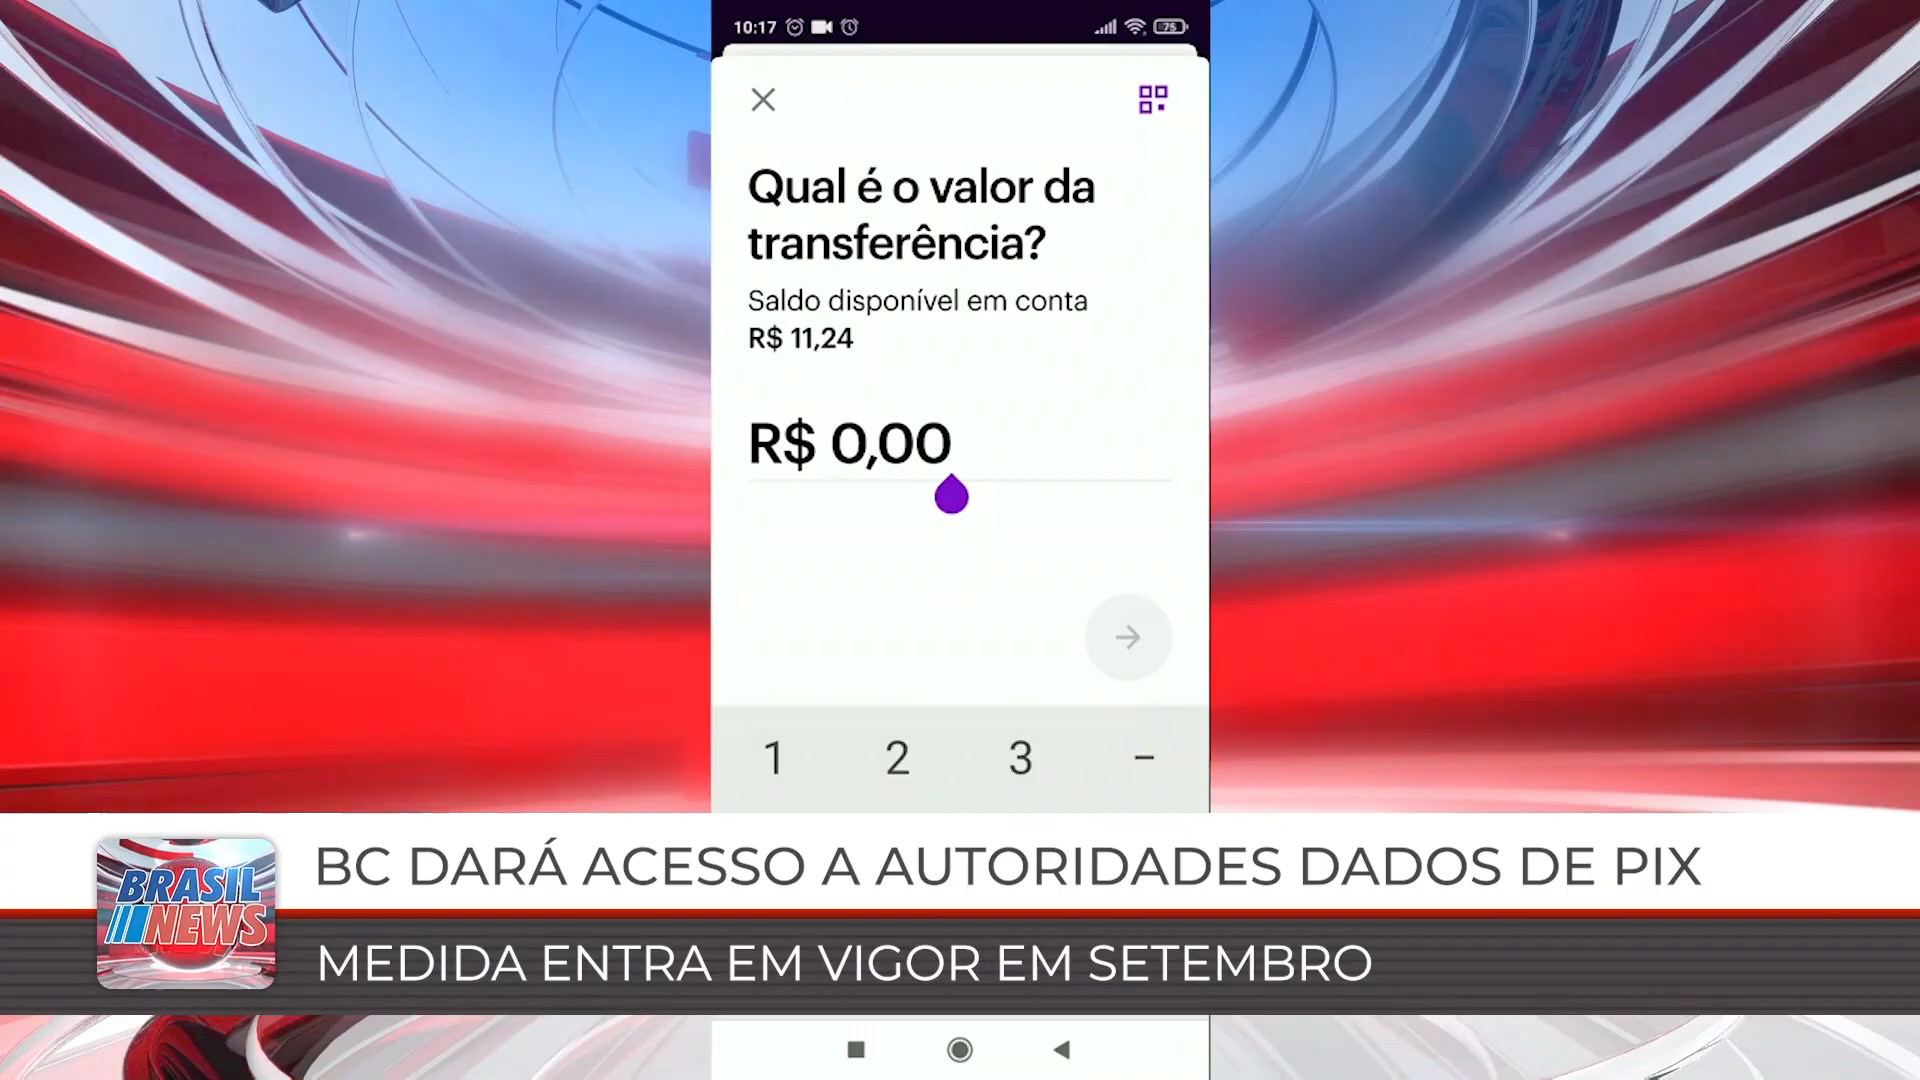 10:17
75
Qual é o valor da
transferência?
Saldo disponível em conta
R$ 11,24
R$ 0,00
1 2 3 -
BC DARÁ ACESSO A AUTORIDADES DADOS DE PIX
BRASIL
NEWS
MEDIDA ENTRA EM VIGOR EM SETEMBRO